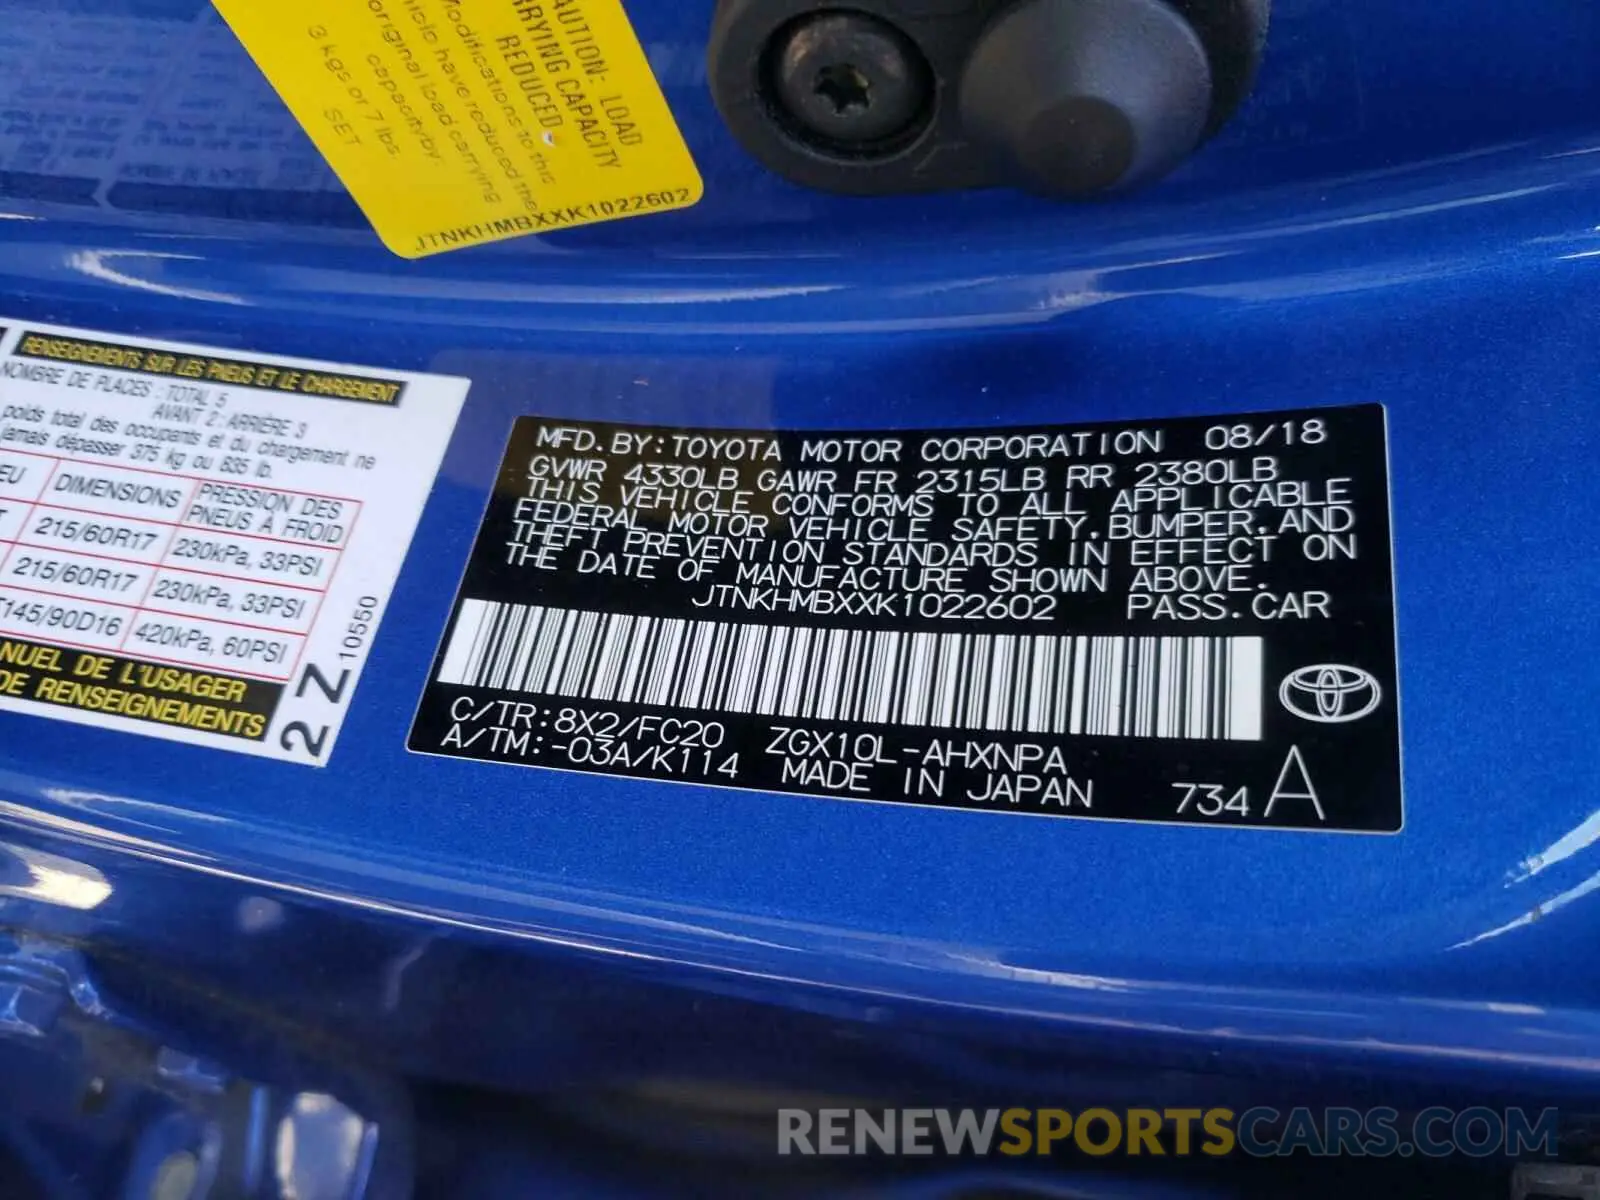 CAUTION: LOAD
CARRYING CAPACITY
REDUCED
Modifications to this
vehicle have reduced the
original load carrying
capacity by:
3 kgs or 7 lbs
SET
JTNKHMBXXK1022602
RENSEIGNEMENTS SUR LES PNEUS ET LE CHARGEMENT
NOMBRE DE PLACES : TOTAL 5
AVANT 2 : ARRIÈRE 3
poids total des occupants et du chargement ne
jamais dépasser 375 kg ou 835 lb.
DIMENSIONS PRESSION DES PNEUS À FROID
215/60R17 230kPa, 33PSI
215/60R17 230kPa, 33PSI
T145/90D16 420kPa, 60PSI
DE L'USAGER
DE RENSEIGNEMENTS
2Z 10550
MFD. BY: TOYOTA MOTOR CORPORATION 08/18
GVWR 4330LB GAWR FR 2315LB RR 2380LB
THIS VEHICLE CONFORMS TO ALL APPLICABLE
FEDERAL MOTOR VEHICLE SAFETY, BUMPER, AND
THEFT PREVENTION STANDARDS IN EFFECT ON
THE DATE OF MANUFACTURE SHOWN ABOVE.
JTNKHMBXXK1022602 PASS. CAR
C/TR: 8X2/FC20 ZGX10L-AHXNPA
A/TM: -03A/K114 MADE IN JAPAN 734 A
RENEWSPORTSCARS.COM